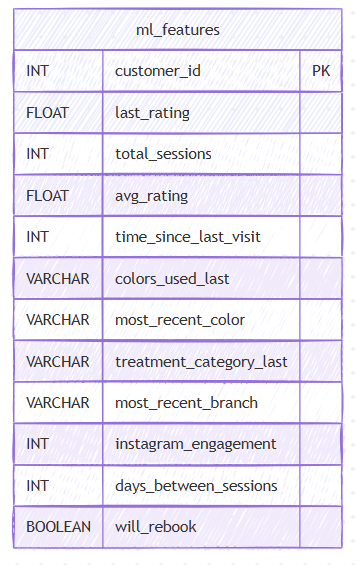 ml_features
INT customer_id PK
FLOAT last_rating
INT total_sessions
FLOAT avg_rating
INT time_since_last_visit
VARCHAR colors_used_last
VARCHAR most_recent_color
VARCHAR treatment_category_last
VARCHAR most_recent_branch
INT instagram_engagement
INT days_between_sessions
BOOLEAN will_rebook